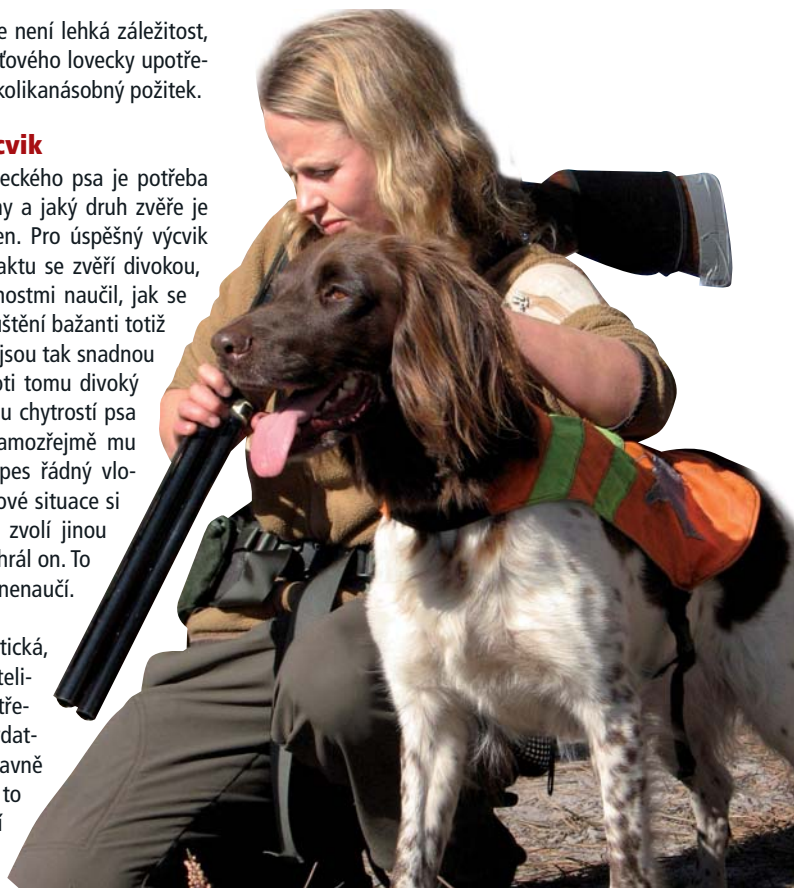 e není lehká záležitost,
ťového lovecky upotře-
kolikanásobný požitek.
cvik
eckého psa je potřeba
ny a jaký druh zvěře je
en. Pro úspěšný výcvik
aktu se zvěří divokou,
nostmi naučil, jak se
uštění bažanti totiž
jsou tak snadnou
oti tomu divoký
u chytrostí psa
amozřejmě mu
pes řádný vlo-
ové situace si
zvolí jinou
hrál on. To
nenaučí.
tická,
teli-
tře-
dat-
avně
to
í